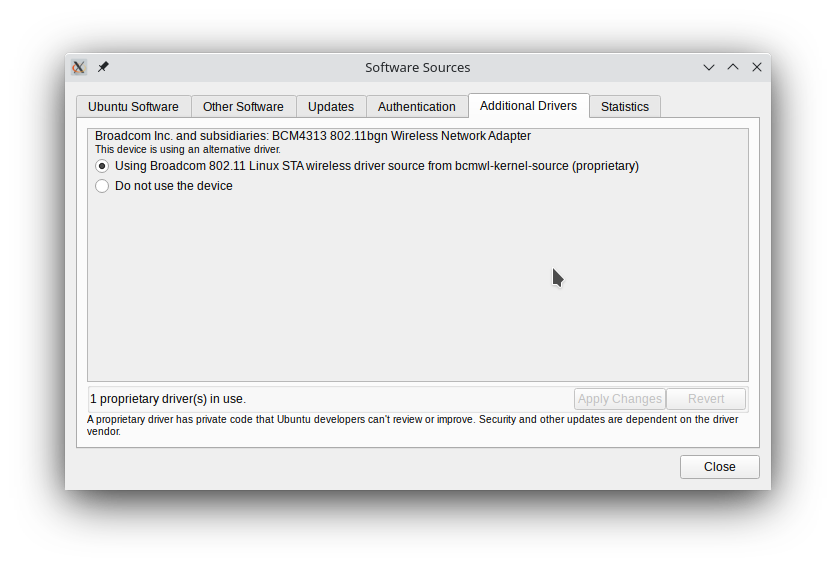 Software Sources
Ubuntu Software Other Software Updates Authentication Additional Drivers Statistics
Broadcom Inc. and subsidiaries: BCM4313 802.11bgn Wireless Network Adapter
This device is using an alternative driver.
Using Broadcom 802.11 Linux STA wireless driver source from bcmwl-kernel-source (proprietary)
Do not use the device
1 proprietary driver(s) in use. Apply Changes Revert
A proprietary driver has private code that Ubuntu developers can't review or improve. Security and other updates are dependent on the driver
vendor.
Close